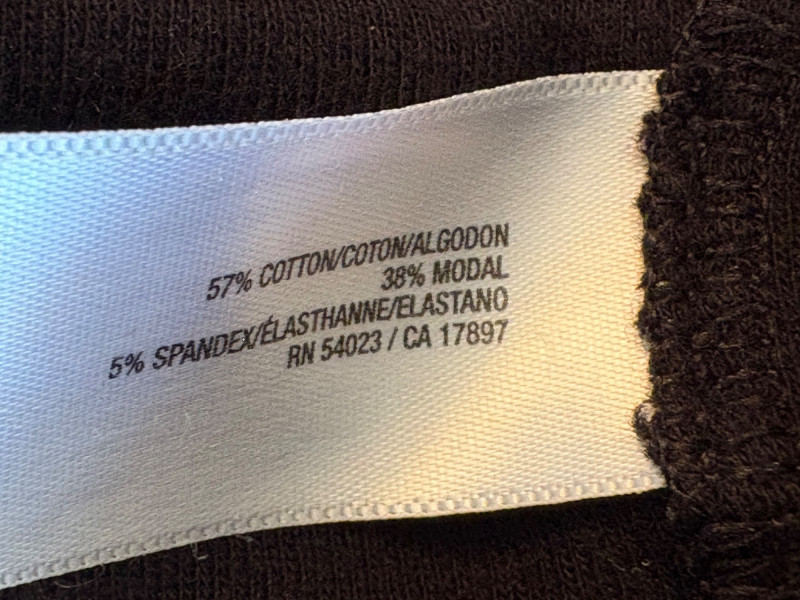 57% COTTON/COTON/ALGODON
38% MODAL
5% SPANDEX/ÉLASTHANNE/ELASTANO
RN 54023 / CA 17897